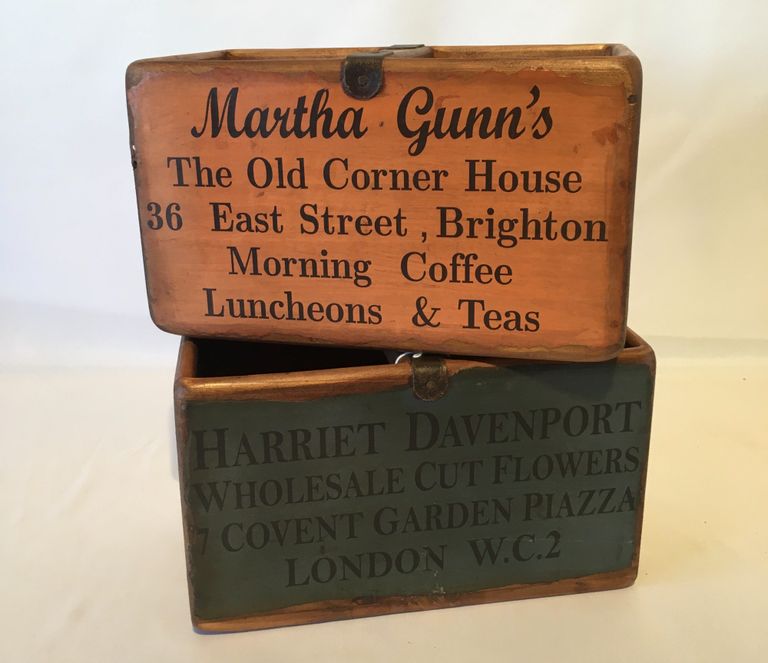 Martha Gunn's
The Old Corner House
36 East Street , Brighton
Morning Coffee
Luncheons & Teas
HARRIET DAVENPORT
WHOLESALE CUT FLOWERS
7 COVENT GARDEN PIAZZA
LONDON W.C.2